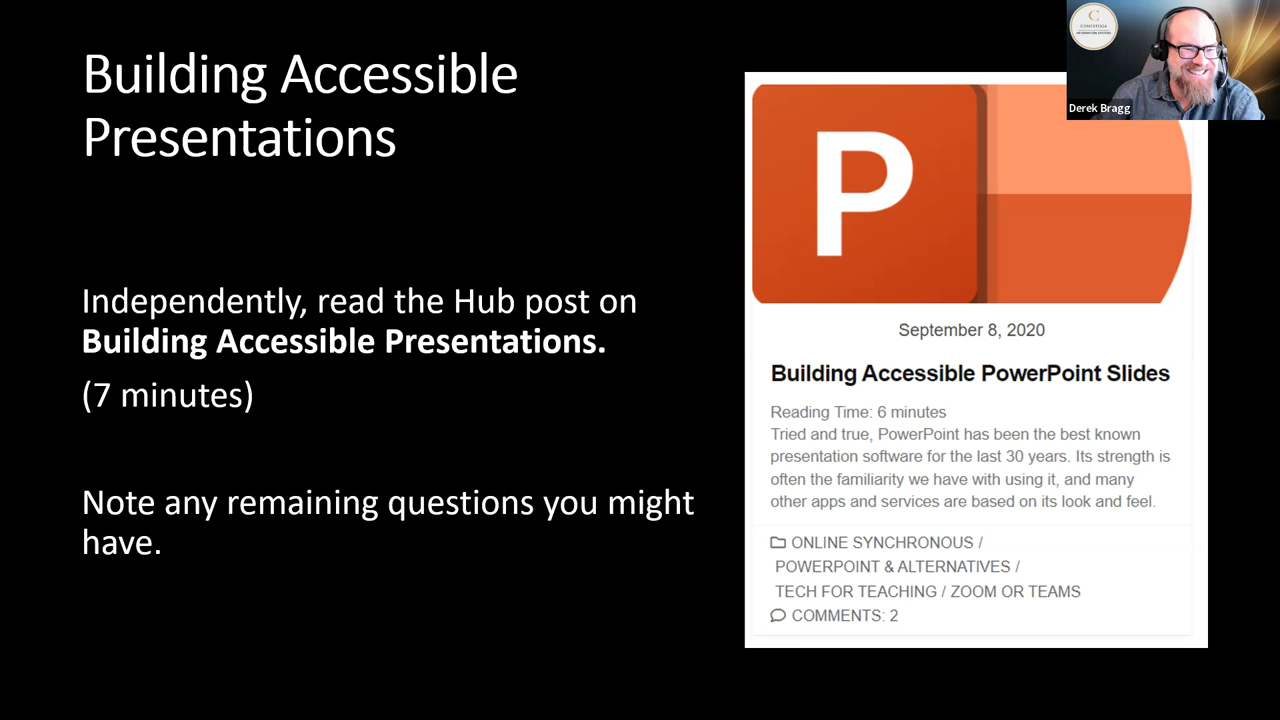 Building Accessible
Presentations
Independently, read the Hub post on
Building Accessible Presentations.
(7 minutes)
Note any remaining questions you might
have.
P
September 8, 2020
Building Accessible PowerPoint Slides
Reading Time: 6 minutes
Tried and true, PowerPoint has been the best known
presentation software for the last 30 years. Its strength is
often the familiarity we have with using it, and many
other apps and services are based on its look and feel.
ONLINE SYNCHRONOUS /
POWERPOINT & ALTERNATIVES /
TECH FOR TEACHING / ZOOM OR TEAMS
COMMENTS: 2
C
CONESTOGA
Derek Bragg